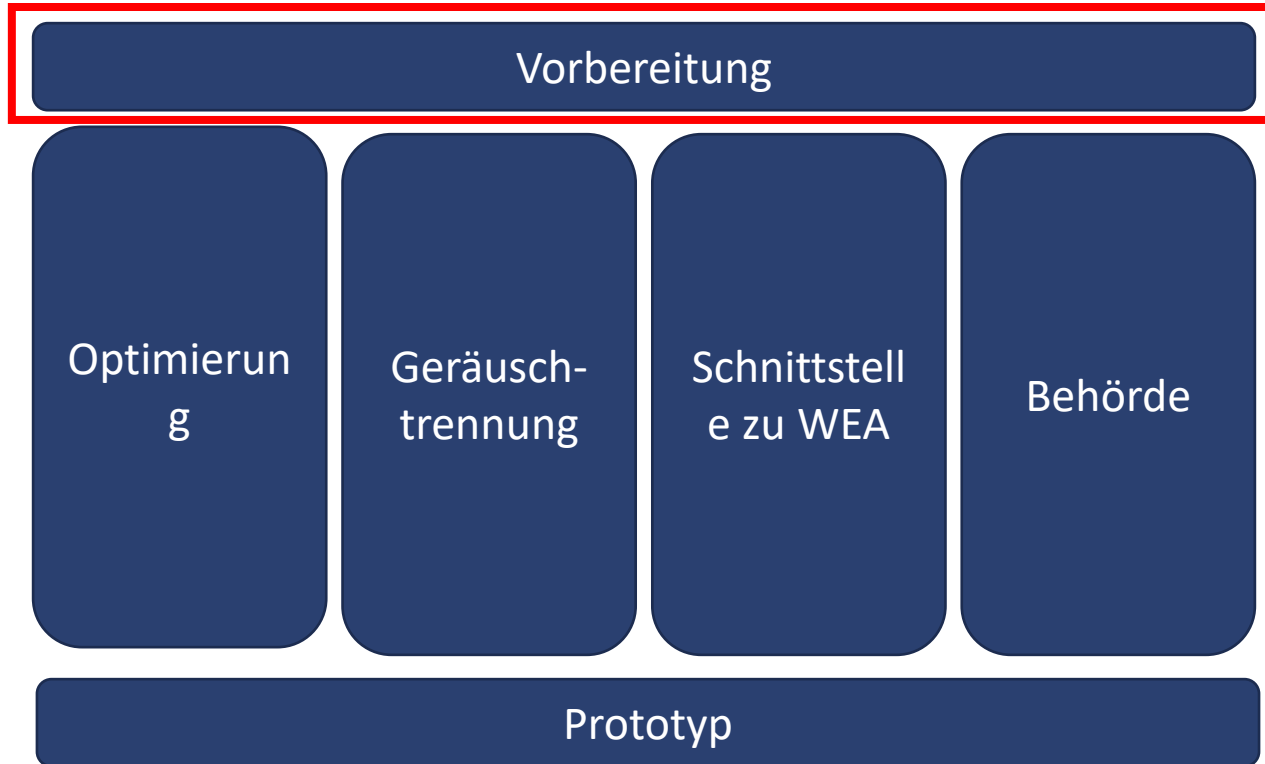 Vorbereitung
Optimierun
g
Geräusch-
trennung
Schnittstell
e zu WEA
Behörde
Prototyp